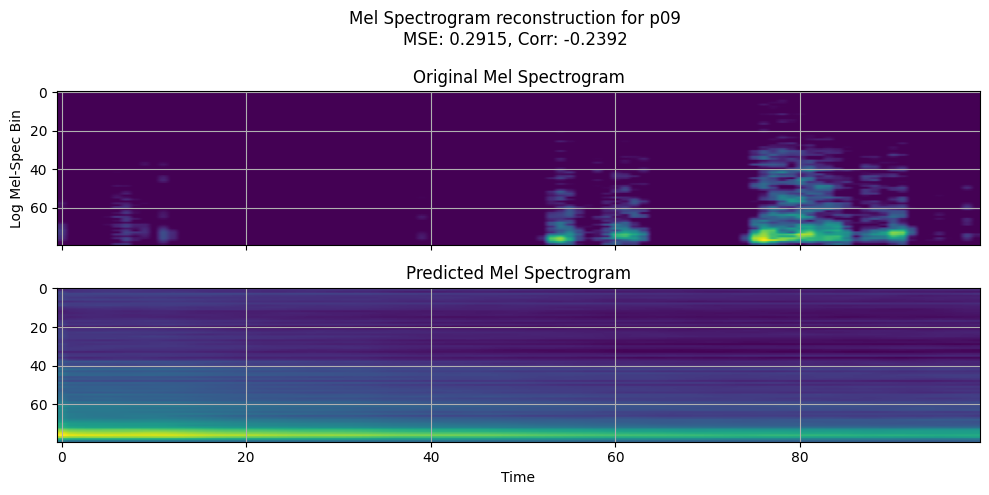 Mel Spectrogram reconstruction for p09
MSE: 0.2915, Corr: -0.2392
Original Mel Spectrogram
Log Mel-Spec Bin
0
20
40
60
Predicted Mel Spectrogram
0
20
40
60
0 20 40 60 80
Time